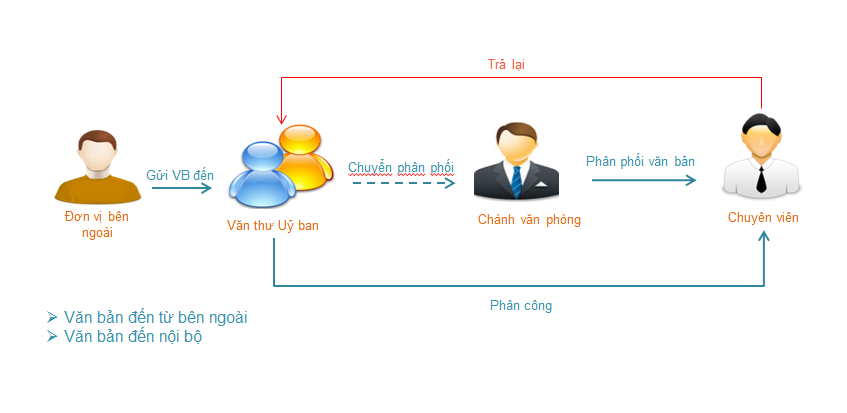 Trả lại
Gửi VB đến
Chuyển phân phối
Phân phối văn bản
Đơn vị bên
ngoài
Văn thư Uỷ ban
Chánh văn phòng
Chuyên viên
Phân công
Văn bản đến từ bên ngoài
Văn bản đến nội bộ